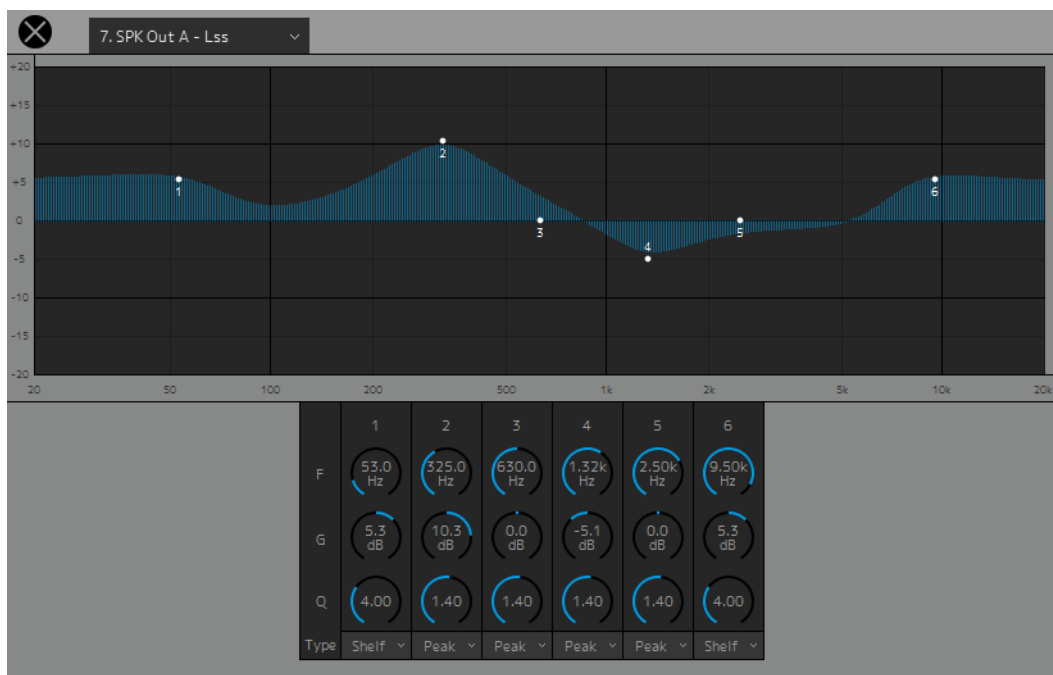 7. SPK Out A - Lss
+20
+15
+10
+5
0
-5
-10
-15
-20
1
2
3
4
5
6
20 50 100 200 500 1k 2k 5k 10k 20k
1 2 3 4 5 6
F 53.0 Hz 325.0 Hz 630.0 Hz 1.32k Hz 2.50k Hz 9.50k Hz
G 5.3 dB 10.3 dB 0.0 dB -5.1 dB 0.0 dB 5.3 dB
Q 4.00 1.40 1.40 1.40 1.40 4.00
Type Shelf Peak Peak Peak Peak Shelf